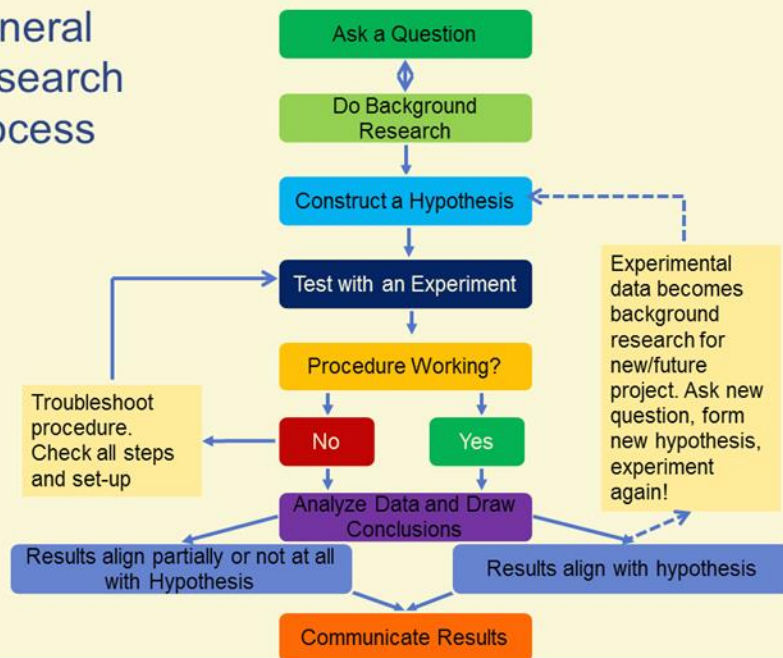 neral
search
ocess
Ask a Question
Do Background
Research
Construct a Hypothesis
Test with an Experiment
Experimental
data becomes
background
research for
new/future
project. Ask new
question, form
new hypothesis,
experiment
again!
Procedure Working?
Troubleshoot
procedure.
Check all steps
and set-up
No
Yes
Analyze Data and Draw
Conclusions
Results align partially or not at all
with Hypothesis
Results align with hypothesis
Communicate Results